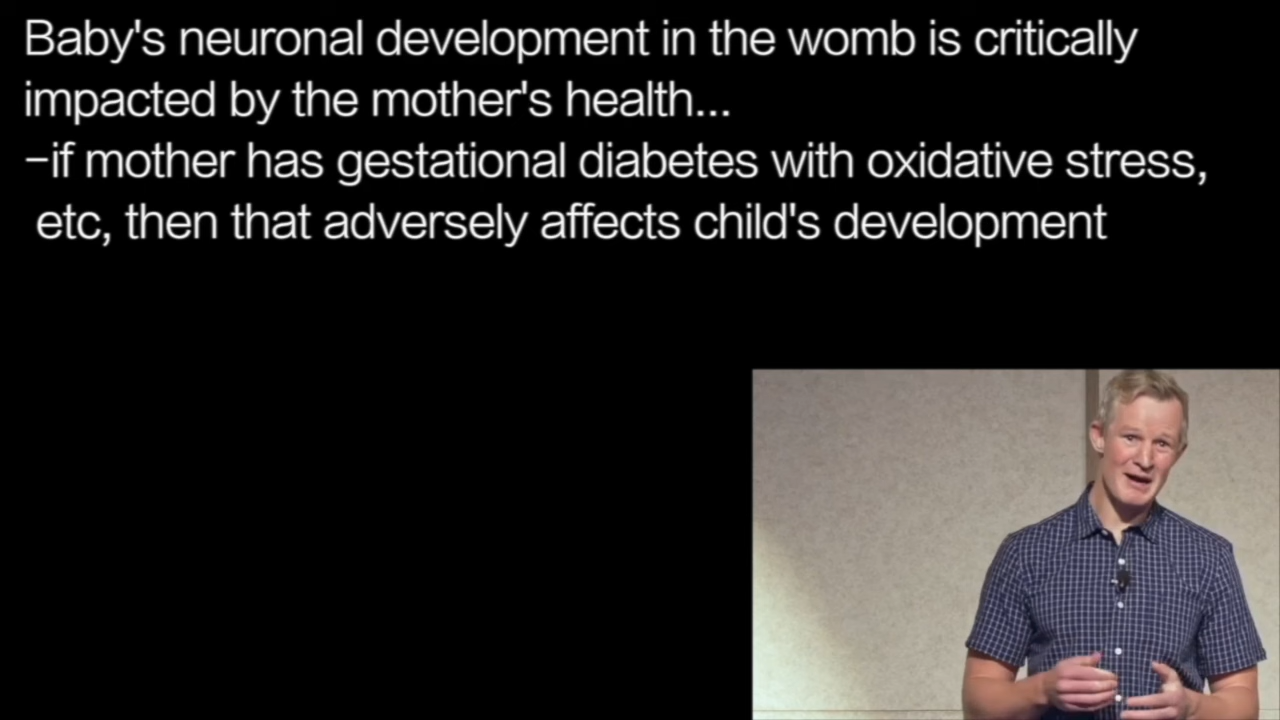 Baby's neuronal development in the womb is critically
impacted by the mother's health...
–if mother has gestational diabetes with oxidative stress,
etc, then that adversely affects child's development